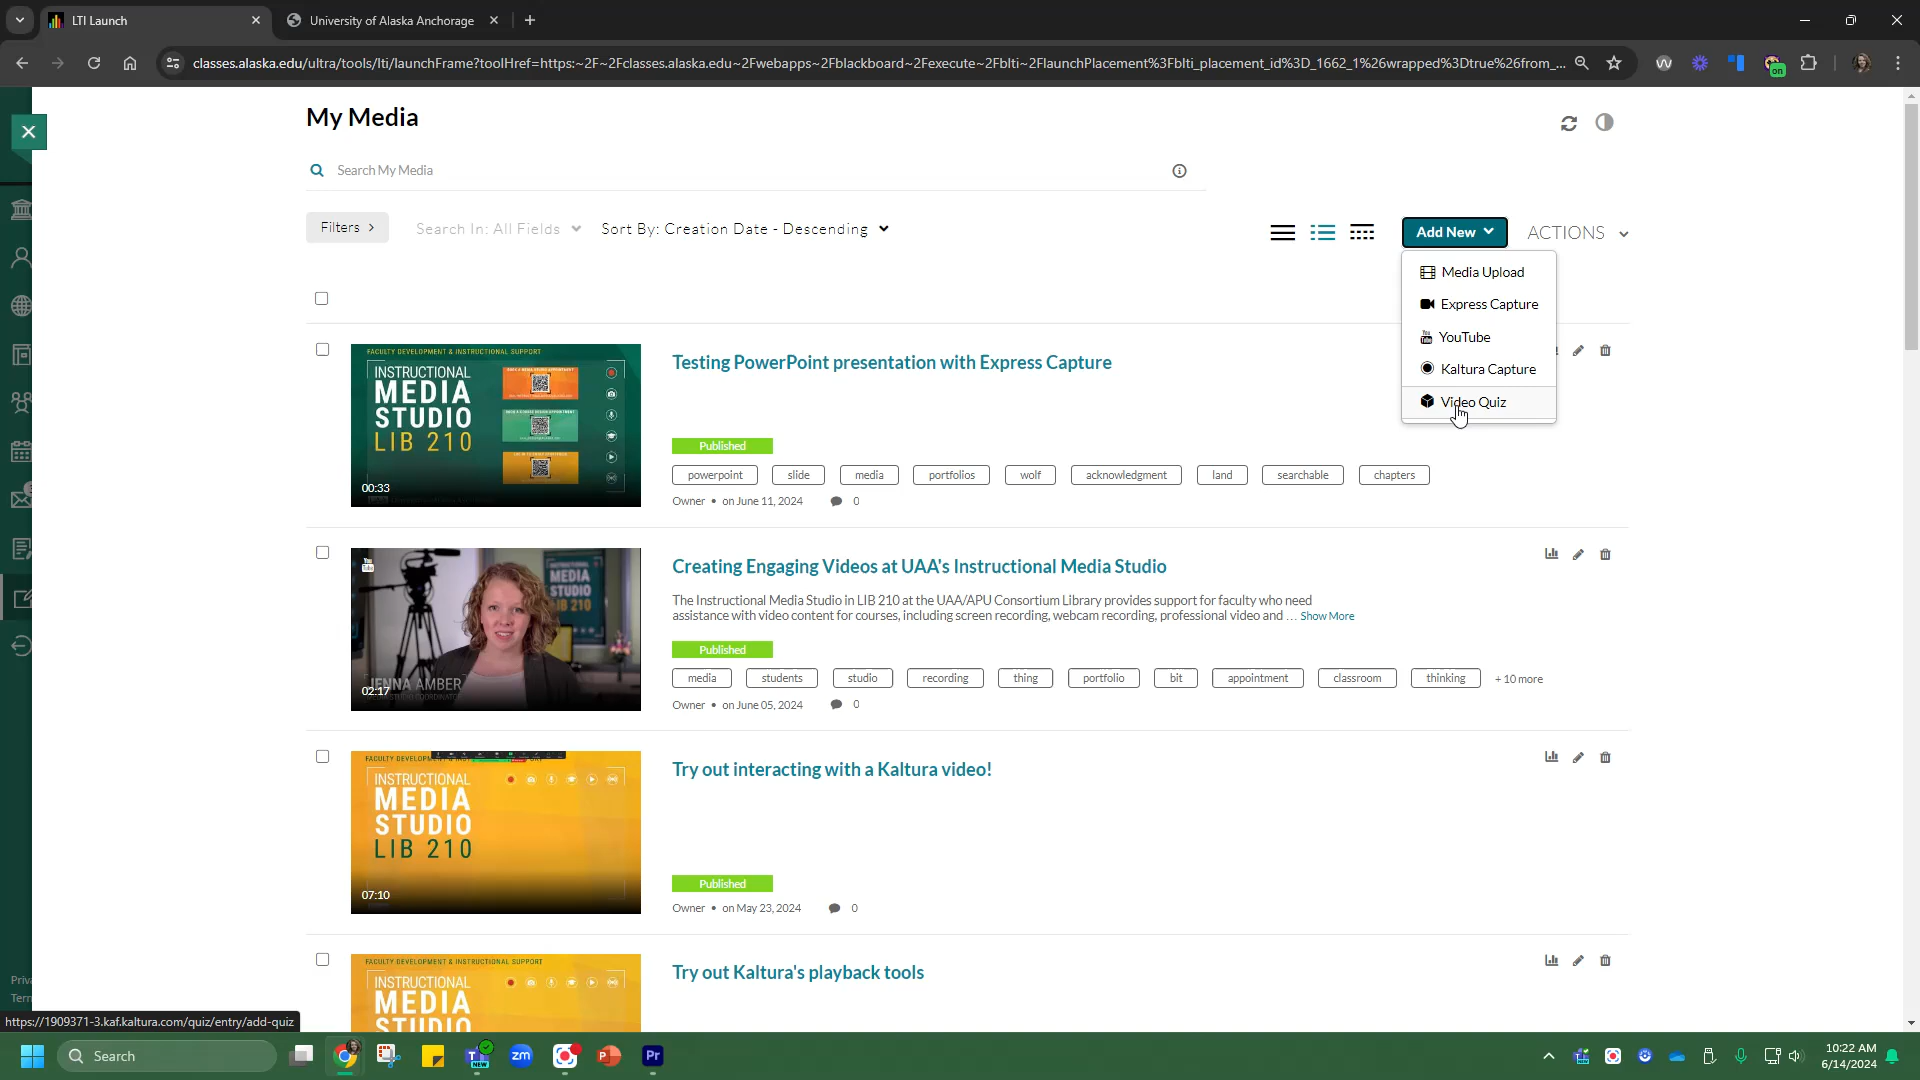 LTI Launch
University of Alaska Anchorage
classes.alaska.edu/ultra/tools/lti/launchFrame?toolHref=https:~2F~2Fclasses.alaska.edu~2Fwebapps~2Fblackboard~2Fexecute~2Fblti~2FlaunchPlacement%3Fblti_placement_id%3D_1662_1%26wrapped%3Dtrue%26from_...
on
My Media
Search My Media
Filters
Search In: All Fields
Sort By: Creation Date - Descending
Add New
ACTIONS
Media Upload
Express Capture
YouTube
Kaltura Capture
Video Quiz
FACULTY DEVELOPMENT & INSTRUCTIONAL SUPPORT
INSTRUCTIONAL
MEDIA
STUDIO
LIB 210
00:33
Testing PowerPoint presentation with Express Capture
Published
powerpoint slide media portfolios wolf acknowledgment land searchable chapters
Owner • on June 11, 2024 0
INSTRUCTIONAL
MEDIA
STUDIO
LIB 210
JENNA AMBER
02:17
Creating Engaging Videos at UAA's Instructional Media Studio
The Instructional Media Studio in LIB 210 at the UAA/APU Consortium Library provides support for faculty who need
assistance with video content for courses, including screen recording, webcam recording, professional video and ... Show More
Published
media students studio recording thing portfolio bit appointment classroom thinking + 10 more
Owner • on June 05, 2024 0
INSTRUCTIONAL
MEDIA
STUDIO
LIB 210
07:10
Try out interacting with a Kaltura video!
Published
Owner • on May 23, 2024 0
FACULTY DEVELOPMENT & INSTRUCTIONAL SUPPORT
INSTRUCTIONAL
MEDIA
STUDIO
Try out Kaltura's playback tools
Priv
Term
https://1909371-3.kaf.kaltura.com/quiz/entry/add-quiz
Search
NEW
zm
P
Pr
10:22 AM
6/14/2024